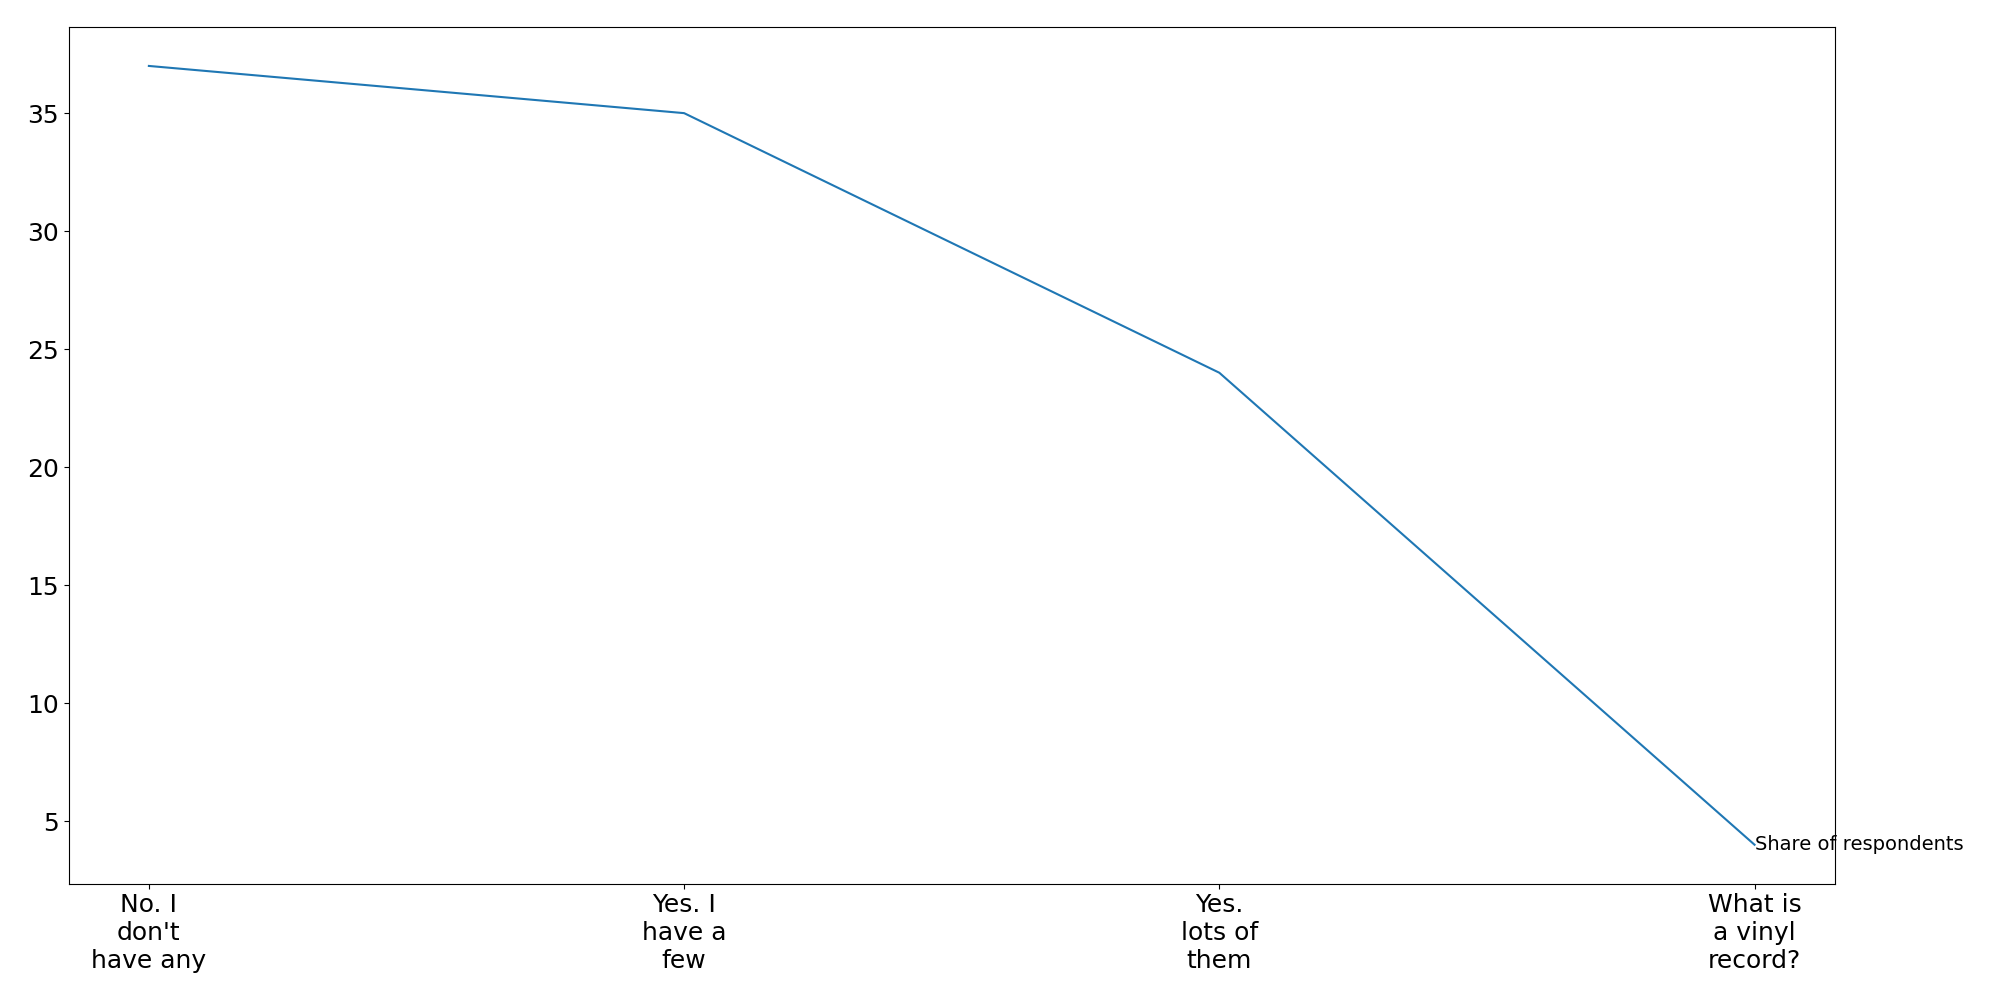 35
30
25
20
15
10
5
Share of respondents
No. I
don't
have any
Yes. I
have a
few
Yes.
lots of
them
What is
a vinyl
record?